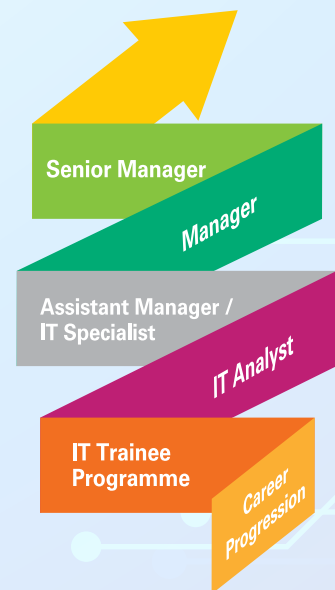 Senior Manager
Manager
Assistant Manager /
IT Specialist
IT Analyst
IT Trainee
Programme
Career
Progression